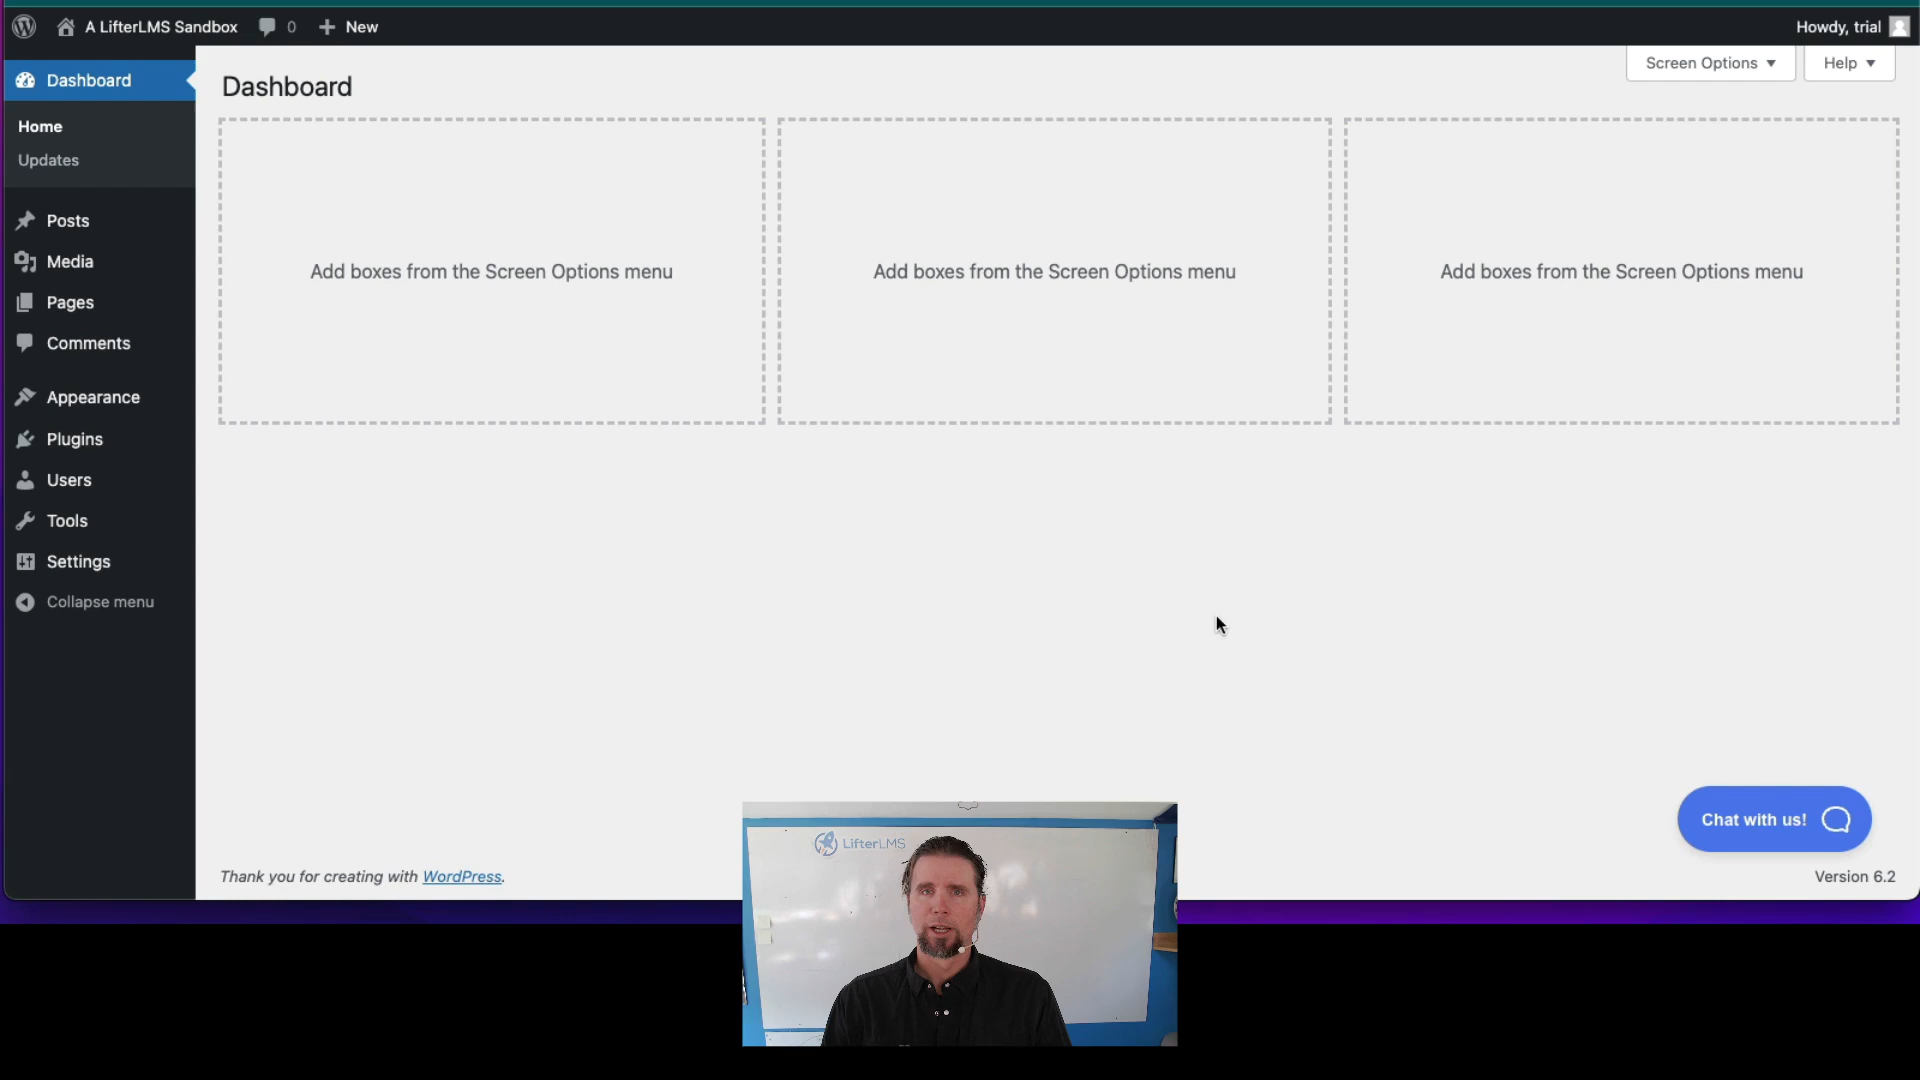 A LifterLMS Sandbox 0 New Howdy, trial
Screen Options Help
Dashboard
Home
Updates
Posts
Media
Pages
Comments
Appearance
Plugins
Users
Tools
Settings
Collapse menu
Dashboard
Add boxes from the Screen Options menu
Add boxes from the Screen Options menu
Add boxes from the Screen Options menu
Chat with us!
Thank you for creating with WordPress.
Version 6.2
LifterLMS